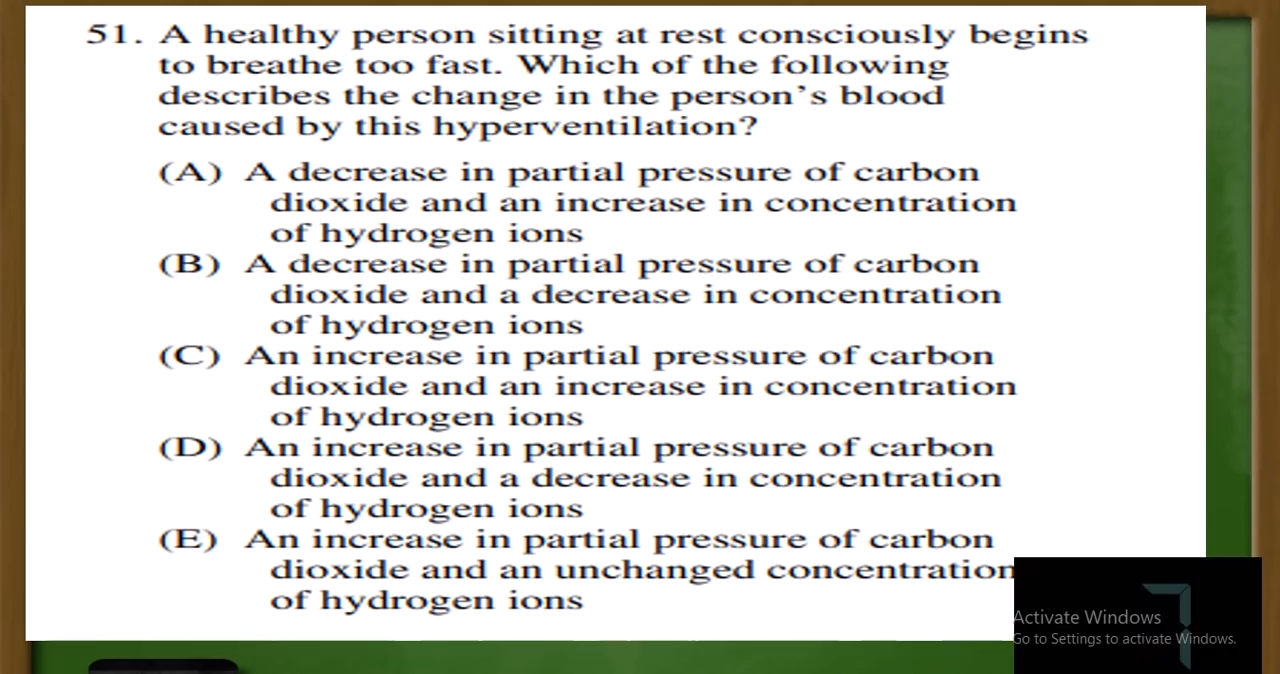 51. A healthy person sitting at rest consciously begins
to breathe too fast. Which of the following
describes the change in the person's blood
caused by this hyperventilation?
(A) A decrease in partial pressure of carbon
dioxide and an increase in concentration
of hydrogen ions
(B) A decrease in partial pressure of carbon
dioxide and a decrease in concentration
of hydrogen ions
(C) An increase in partial pressure of carbon
dioxide and an increase in concentration
of hydrogen ions
(D) An increase in partial pressure of carbon
dioxide and a decrease in concentration
of hydrogen ions
(E) An increase in partial pressure of carbon
dioxide and an unchanged concentration
of hydrogen ions
Activate Windows
Go to Settings to activate Windows.